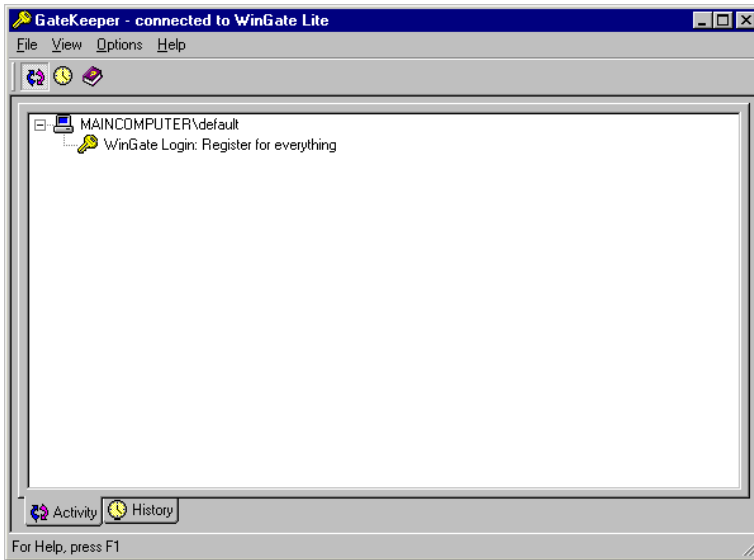 GateKeeper - connected to WinGate Lite
File View Options Help
MAINCOMPUTER\default
WinGate Login: Register for everything
Activity History
For Help, press F1